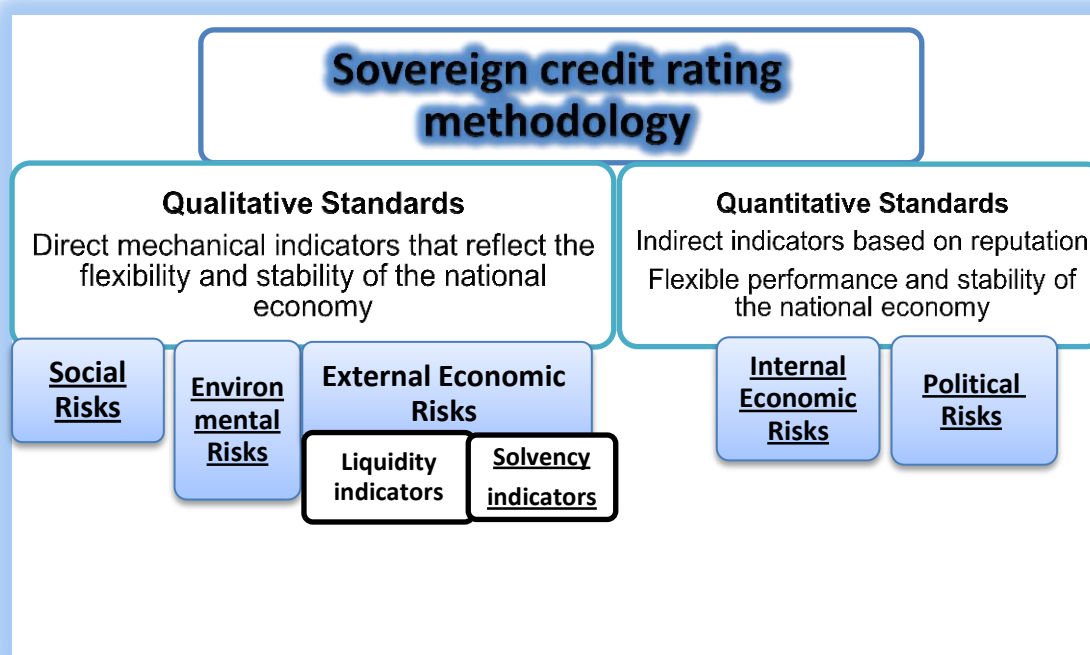 Sovereign credit rating
methodology
Qualitative Standards
Direct mechanical indicators that reflect the
flexibility and stability of the national
economy
Quantitative Standards
Indirect indicators based on reputation
Flexible performance and stability of
the national economy
Social
Risks
Environ
mental
Risks
External Economic
Risks
Liquidity
indicators
Solvency
indicators
Internal
Economic
Risks
Political
Risks